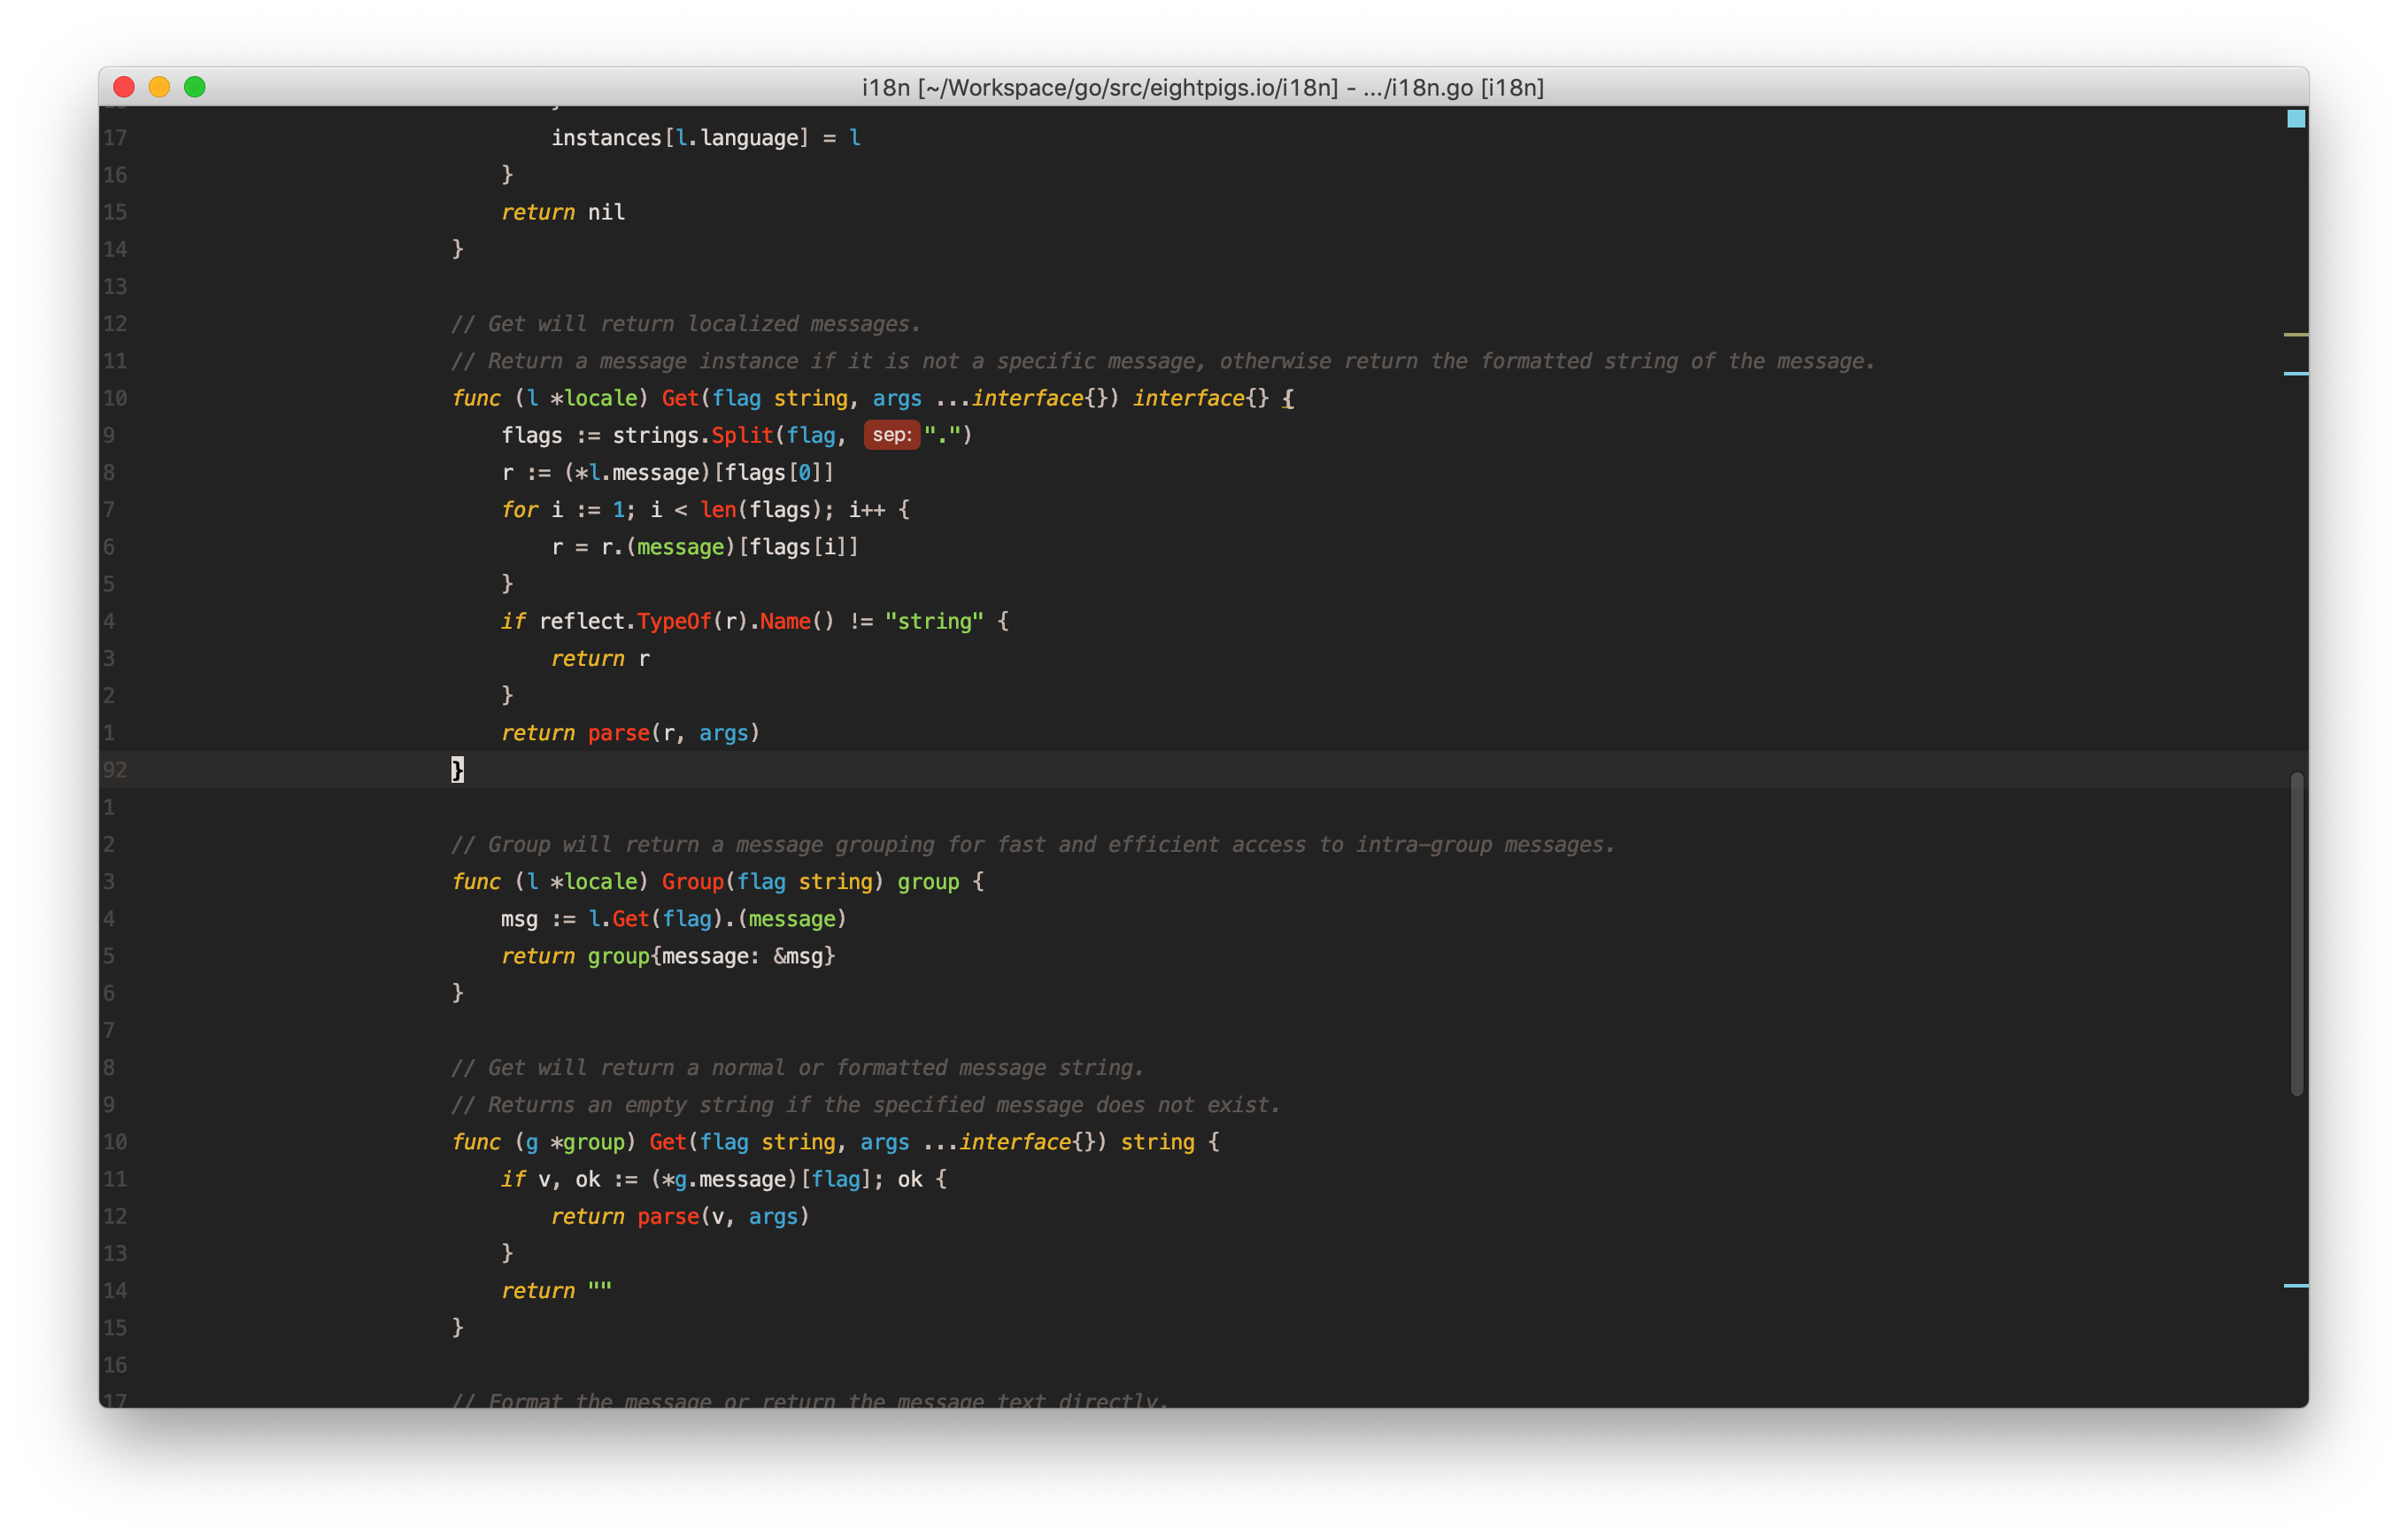 i18n [~/Workspace/go/src/eightpigs.io/i18n] - .../i18n.go [i18n]
17 instances[l.language] = l
16 }
15 return nil
14 }
13
12 // Get will return localized messages.
11 // Return a message instance if it is not a specific message, otherwise return the formatted string of the message.
10 func (l *locale) Get(flag string, args ...interface{}) interface{} {
9 flags := strings.Split(flag, sep: ".")
8 r := (*l.message)[flags[0]]
7 for i := 1; i < len(flags); i++ {
6 r = r.(message)[flags[i]]
5 }
4 if reflect.TypeOf(r).Name() != "string" {
3 return r
2 }
1 return parse(r, args)
92 }
1
2 // Group will return a message grouping for fast and efficient access to intra-group messages.
3 func (l *locale) Group(flag string) group {
4 msg := l.Get(flag).(message)
5 return group{message: &msg}
6 }
7
8 // Get will return a normal or formatted message string.
9 // Returns an empty string if the specified message does not exist.
10 func (g *group) Get(flag string, args ...interface{}) string {
11 if v, ok := (*g.message)[flag]; ok {
12 return parse(v, args)
13 }
14 return ""
15 }
16
17 // Format the message or return the message text directly.